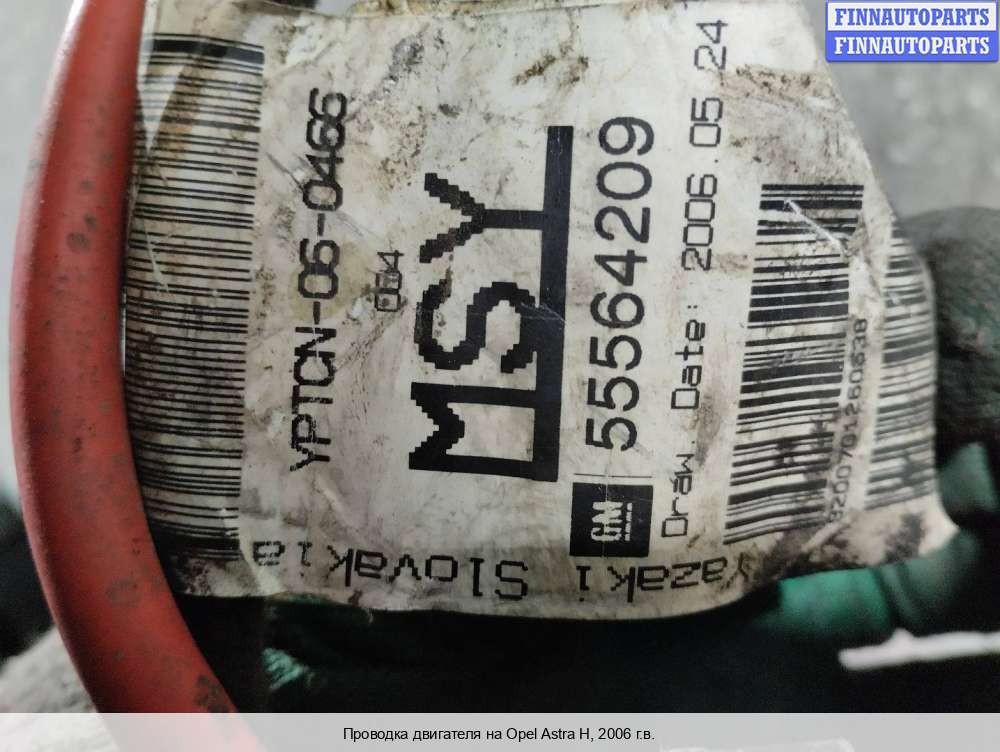 FINNAUTOPARTS
FINNAUTOPARTS
YPTCN-06-0466
004
MSY
GM
55564209
Draw. Date: 2006.05.24
Yazaki Slovakia
Проводка двигателя на Opel Astra H, 2006 г.в.